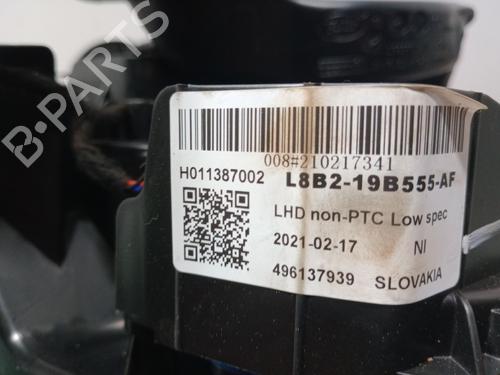 B-PARTS
008#210217341
H011387002 L8B2-19B555-AF
LHD non-PTC Low spec
2021-02-17 NI
496137939 SLOVAKIA